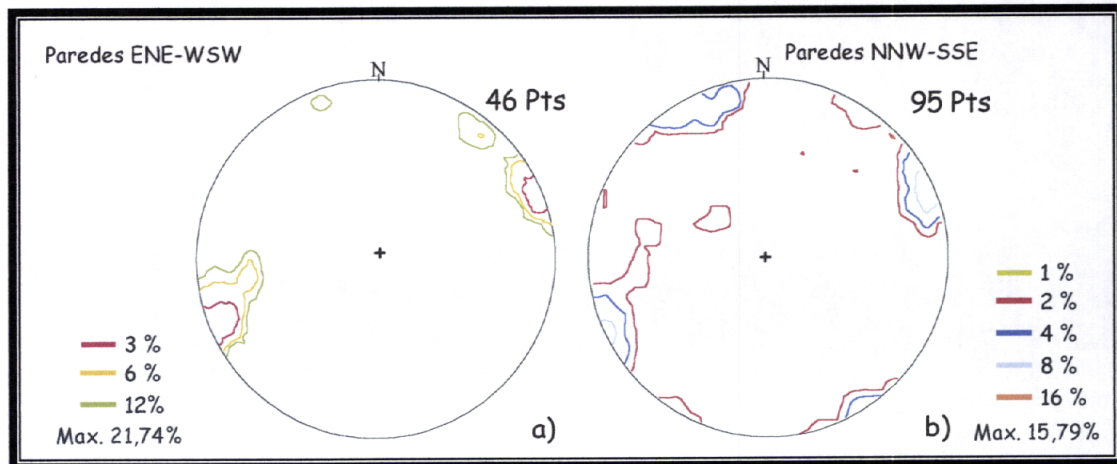 Paredes ENE-WSW
N
46 Pts
3 %
6 %
12%
Max. 21,74%
a)
Paredes NNW-SSE
N
95 Pts
1 %
2 %
4 %
8 %
16 %
b)
Max. 15,79%